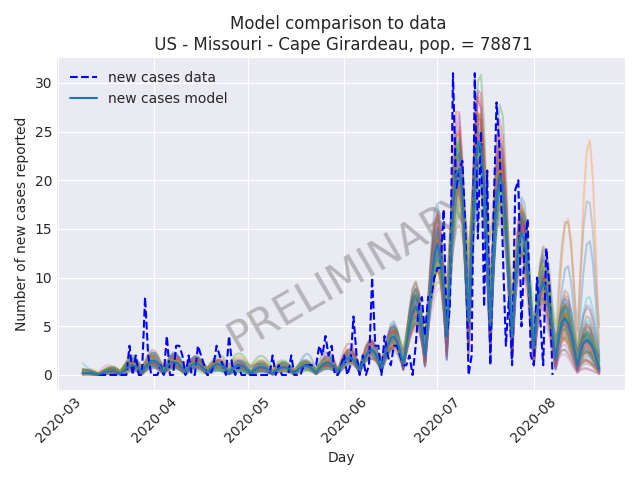 Model comparison to data
US - Missouri - Cape Girardeau, pop. = 78871
new cases data
new cases model
Number of new cases reported
30
25
20
15
10
5
0
PRELIMINARY
2020-03
2020-04
2020-05
2020-06
2020-07
2020-08
Day